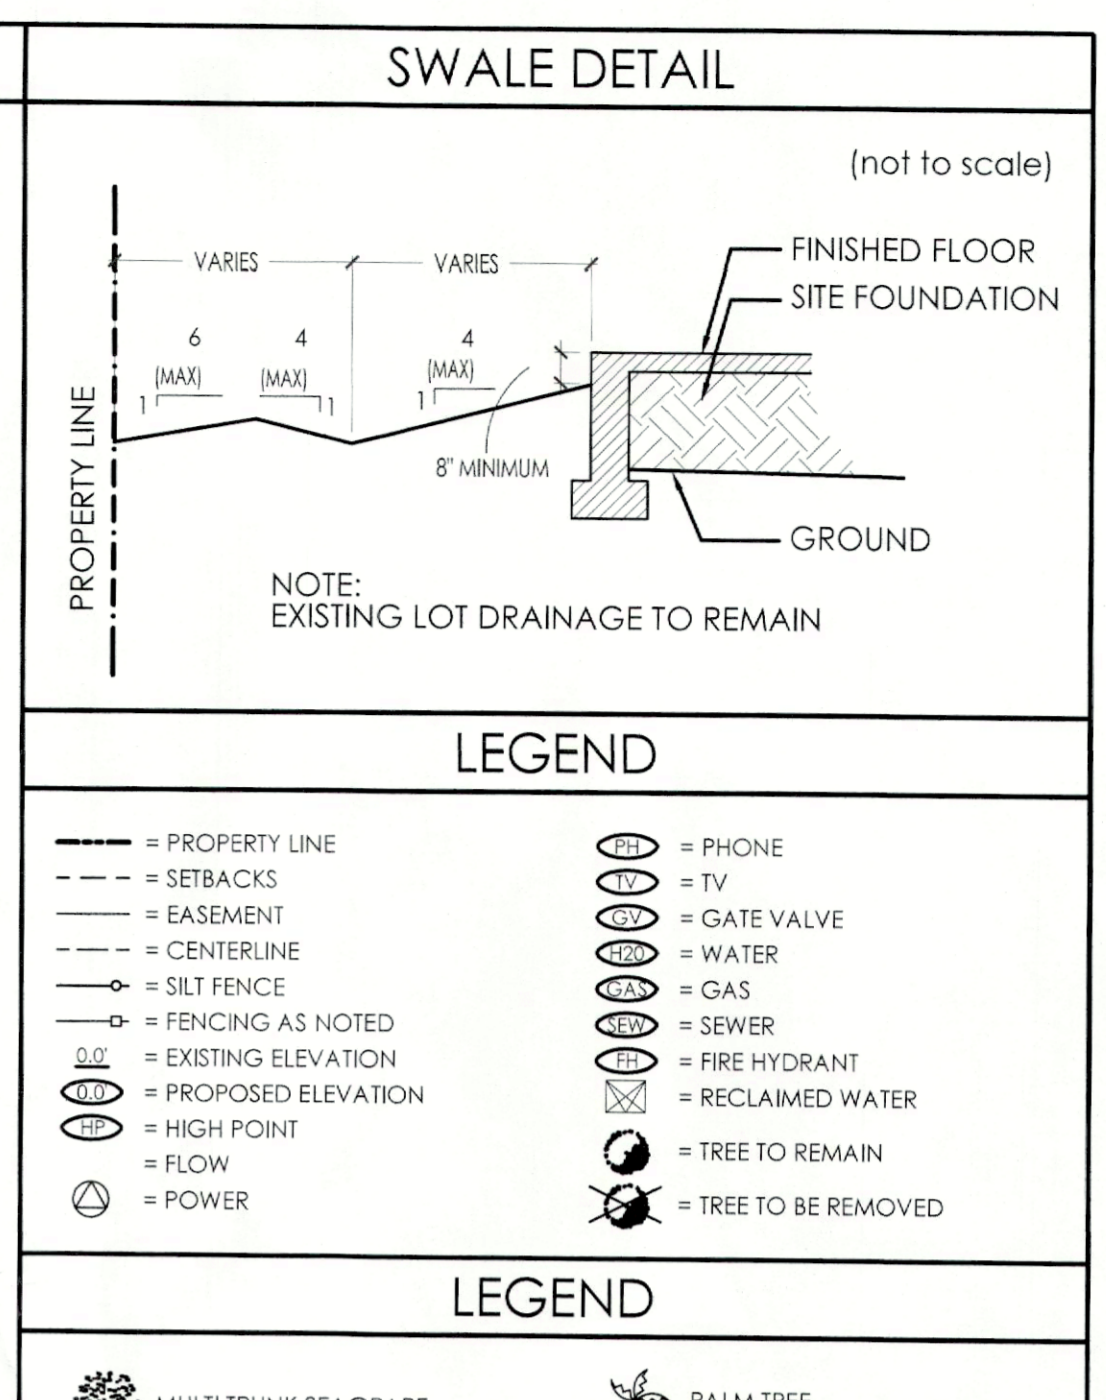 SWALE DETAIL
(not to scale)
VARIES
VARIES
FINISHED FLOOR
SITE FOUNDATION
6
4
4
(MAX)
(MAX)
(MAX)
1
1
1
PROPERTY LINE
8" MINIMUM
GROUND
NOTE:
EXISTING LOT DRAINAGE TO REMAIN
LEGEND
= PROPERTY LINE
= SETBACKS
= EASEMENT
= CENTERLINE
= SILT FENCE
= FENCING AS NOTED
0.0' = EXISTING ELEVATION
0.0' = PROPOSED ELEVATION
HP = HIGH POINT
= FLOW
= POWER
PH = PHONE
TV = TV
GV = GATE VALVE
H20 = WATER
GAS = GAS
SEW = SEWER
FH = FIRE HYDRANT
= RECLAIMED WATER
= TREE TO REMAIN
= TREE TO BE REMOVED
LEGEND
PALM TREE